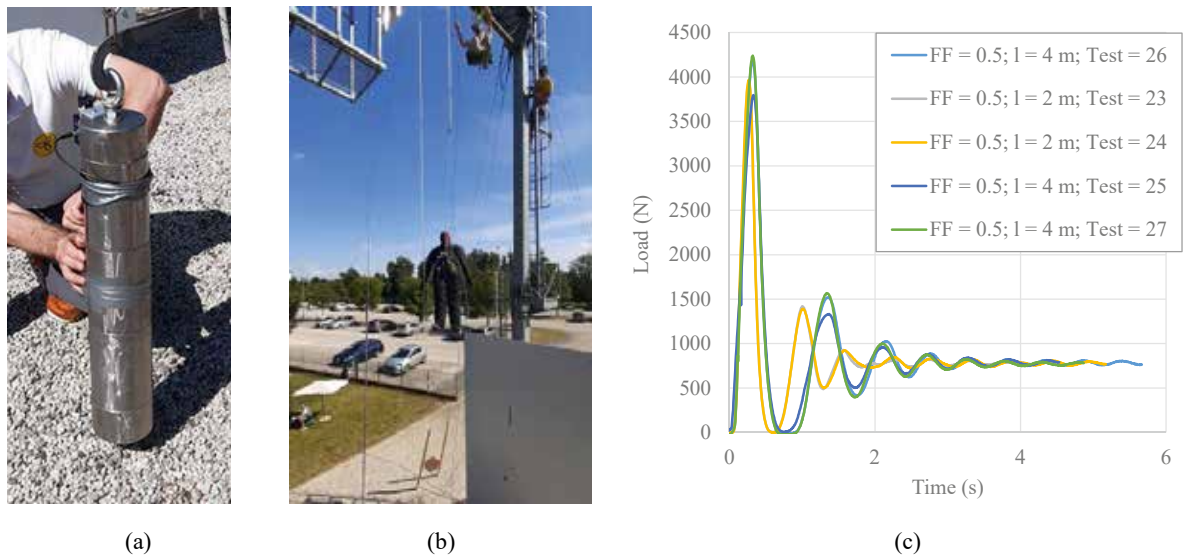 4500
4000
3500
3000
2500
2000
1500
1000
500
0
Load (N)
FF = 0.5; l = 4 m; Test = 26
FF = 0.5; l = 2 m; Test = 23
FF = 0.5; l = 2 m; Test = 24
FF = 0.5; l = 4 m; Test = 25
FF = 0.5; l = 4 m; Test = 27
0 2 4 6
Time (s)
(a) (b) (c)